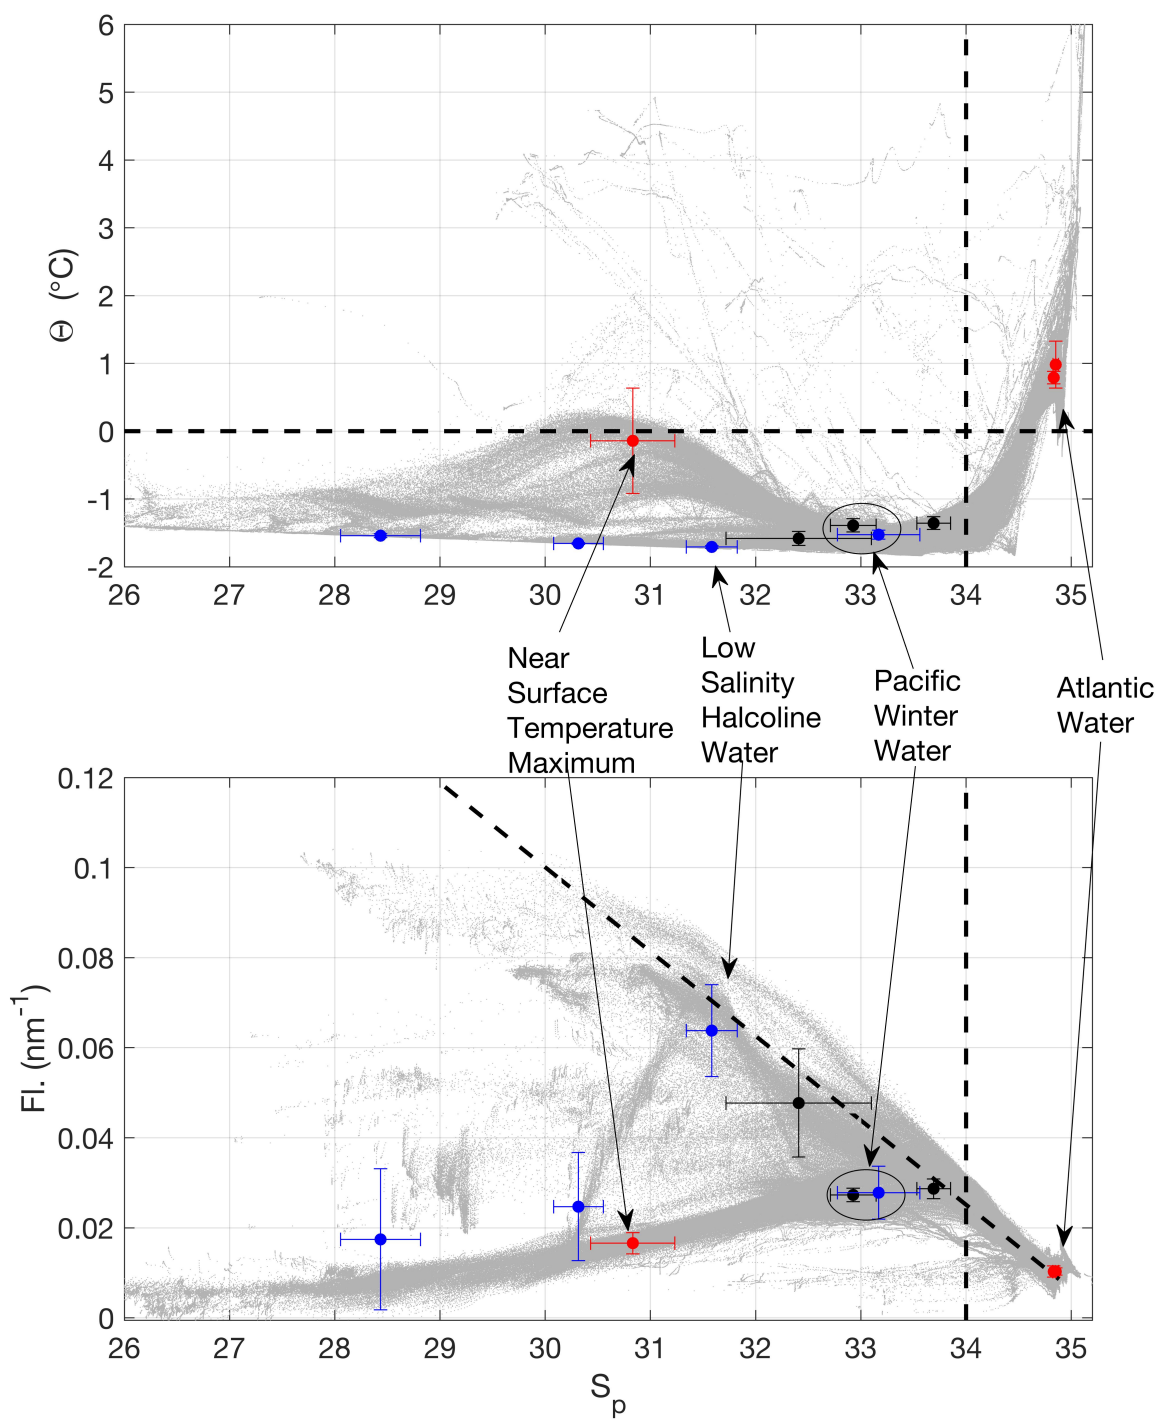 6
5
4
3
2
1
0
-1
-2
Θ (°C)
26 27 28 29 30 31 32 33 34 35
Near
Surface
Temperature
Maximum
Low
Salinity
Halcoline
Water
Pacific
Winter
Water
Atlantic
Water
0.12
0.1
0.08
0.06
0.04
0.02
0
Fl. (nm⁻¹)
26 27 28 29 30 31 32 33 34 35
Sₚ